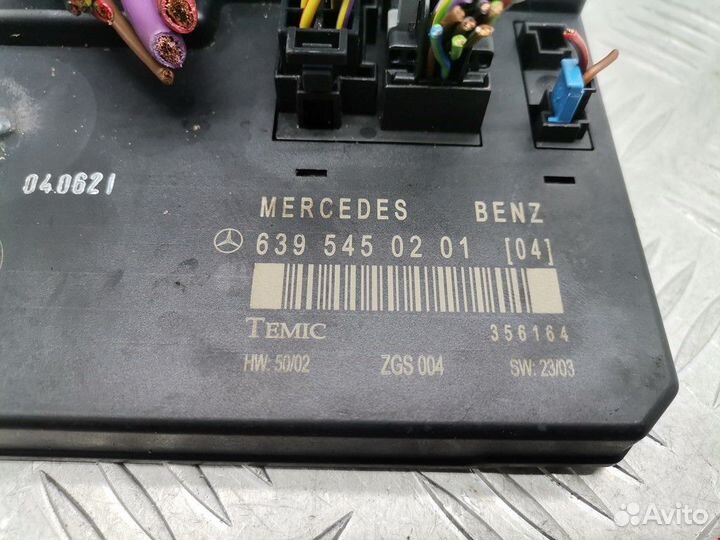 040621
MERCEDES BENZ
639 545 02 01 [04]
TEMIC 356164
HW: 50/02 ZGS 004 SW: 23/03
Avito